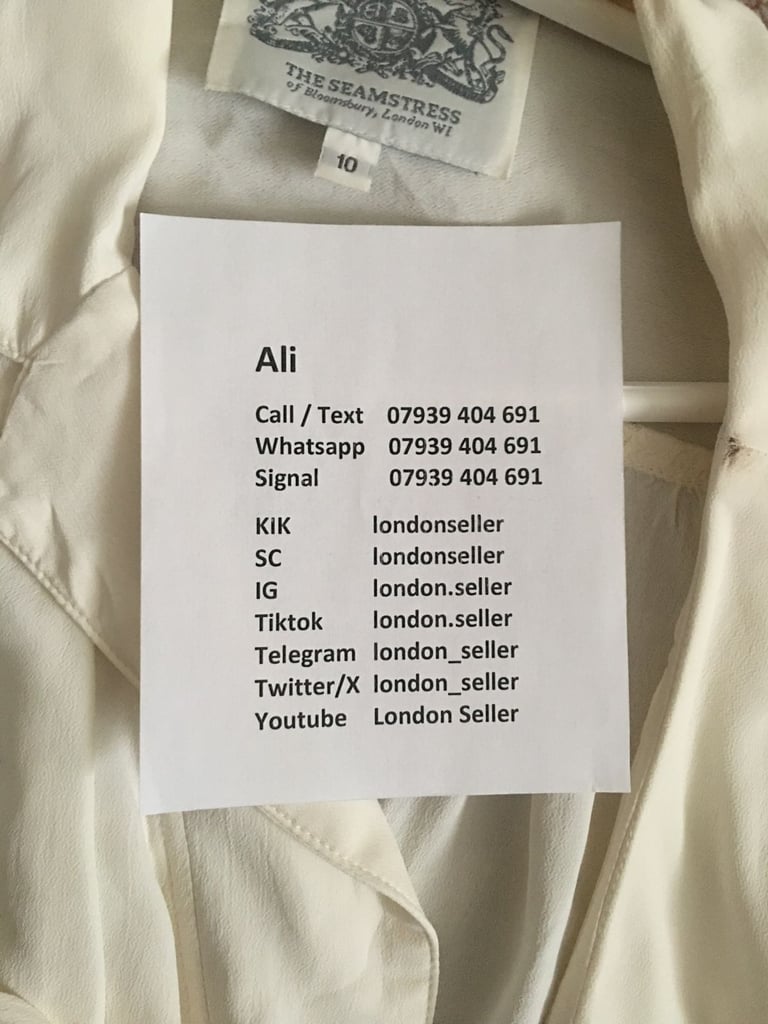 THE SEAMSTRESS
of Bloomsbury, London W1
10
Ali
Call / Text 07939 404 691
Whatsapp 07939 404 691
Signal 07939 404 691
KiK londonseller
SC londonseller
IG london.seller
Tiktok london.seller
Telegram london_seller
Twitter/X london_seller
Youtube London Seller